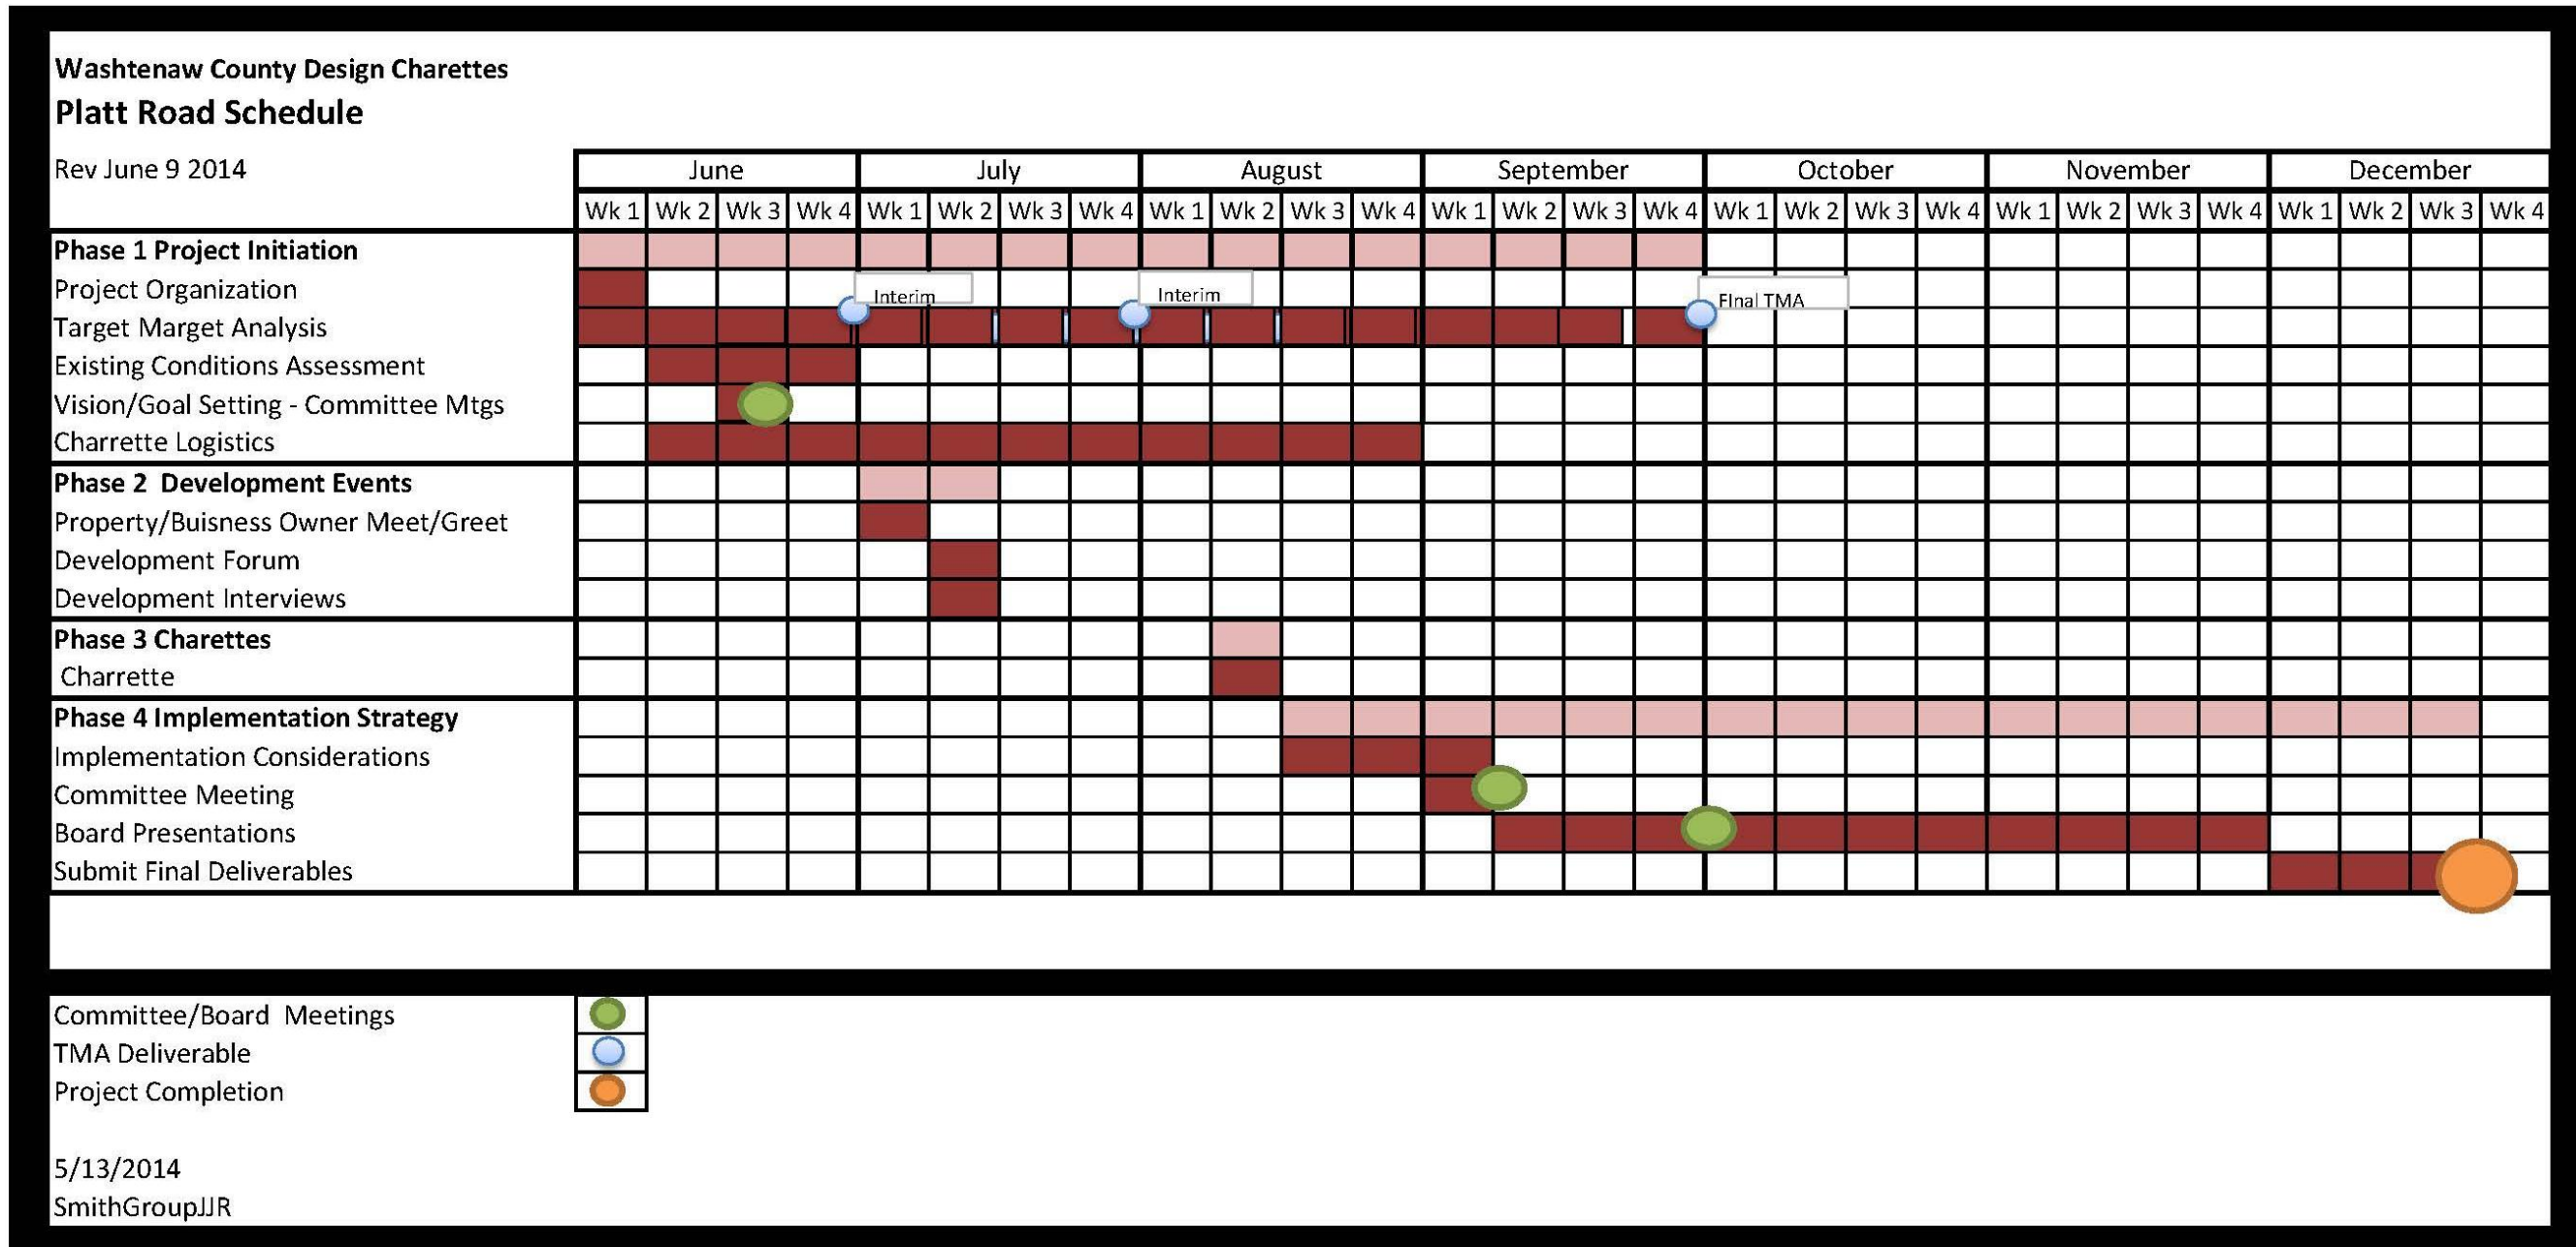 Washtenaw County Design Charettes
Platt Road Schedule
Rev June 9 2014
June July August September October November December
Wk 1 Wk 2 Wk 3 Wk 4 Wk 1 Wk 2 Wk 3 Wk 4 Wk 1 Wk 2 Wk 3 Wk 4 Wk 1 Wk 2 Wk 3 Wk 4 Wk 1 Wk 2 Wk 3 Wk 4 Wk 1 Wk 2 Wk 3 Wk 4 Wk 1 Wk 2 Wk 3 Wk 4
Phase 1 Project Initiation
Project Organization
Interim Interim FInal TMA
Target Marget Analysis
Existing Conditions Assessment
Vision/Goal Setting - Committee Mtgs
Charrette Logistics
Phase 2 Development Events
Property/Buisness Owner Meet/Greet
Development Forum
Development Interviews
Phase 3 Charettes
Charrette
Phase 4 Implementation Strategy
Implementation Considerations
Committee Meeting
Board Presentations
Submit Final Deliverables
Committee/Board Meetings
TMA Deliverable
Project Completion
5/13/2014
SmithGroupJJR